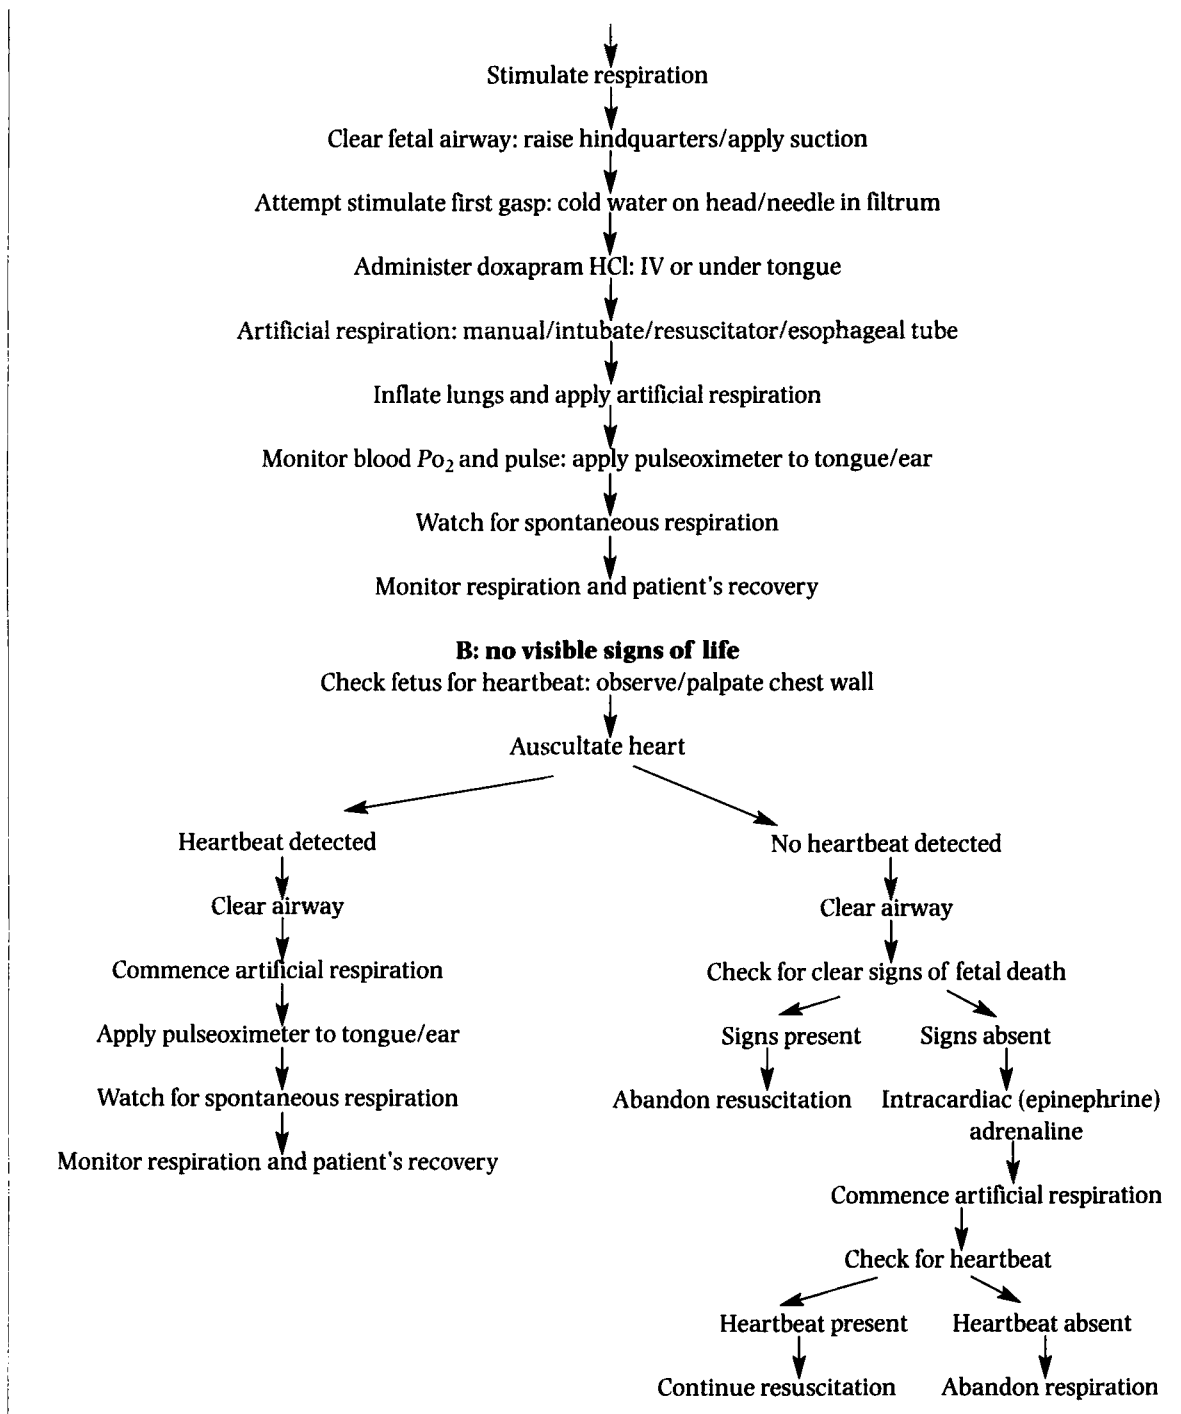 Stimulate respiration
Clear fetal airway: raise hindquarters/apply suction
Attempt stimulate first gasp: cold water on head/needle in filtrum
Administer doxapram HCl: IV or under tongue
Artificial respiration: manual/intubate/resuscitator/esophageal tube
Inflate lungs and apply artificial respiration
Monitor blood Po₂ and pulse: apply pulseoximeter to tongue/ear
Watch for spontaneous respiration
Monitor respiration and patient's recovery
B: no visible signs of life
Check fetus for heartbeat: observe/palpate chest wall
Auscultate heart
Heartbeat detected
Clear airway
Commence artificial respiration
Apply pulseoximeter to tongue/ear
Watch for spontaneous respiration
Monitor respiration and patient's recovery
No heartbeat detected
Clear airway
Check for clear signs of fetal death
Signs present
Abandon resuscitation
Signs absent
Intracardiac (epinephrine)
adrenaline
Commence artificial respiration
Check for heartbeat
Heartbeat present
Continue resuscitation
Heartbeat absent
Abandon respiration